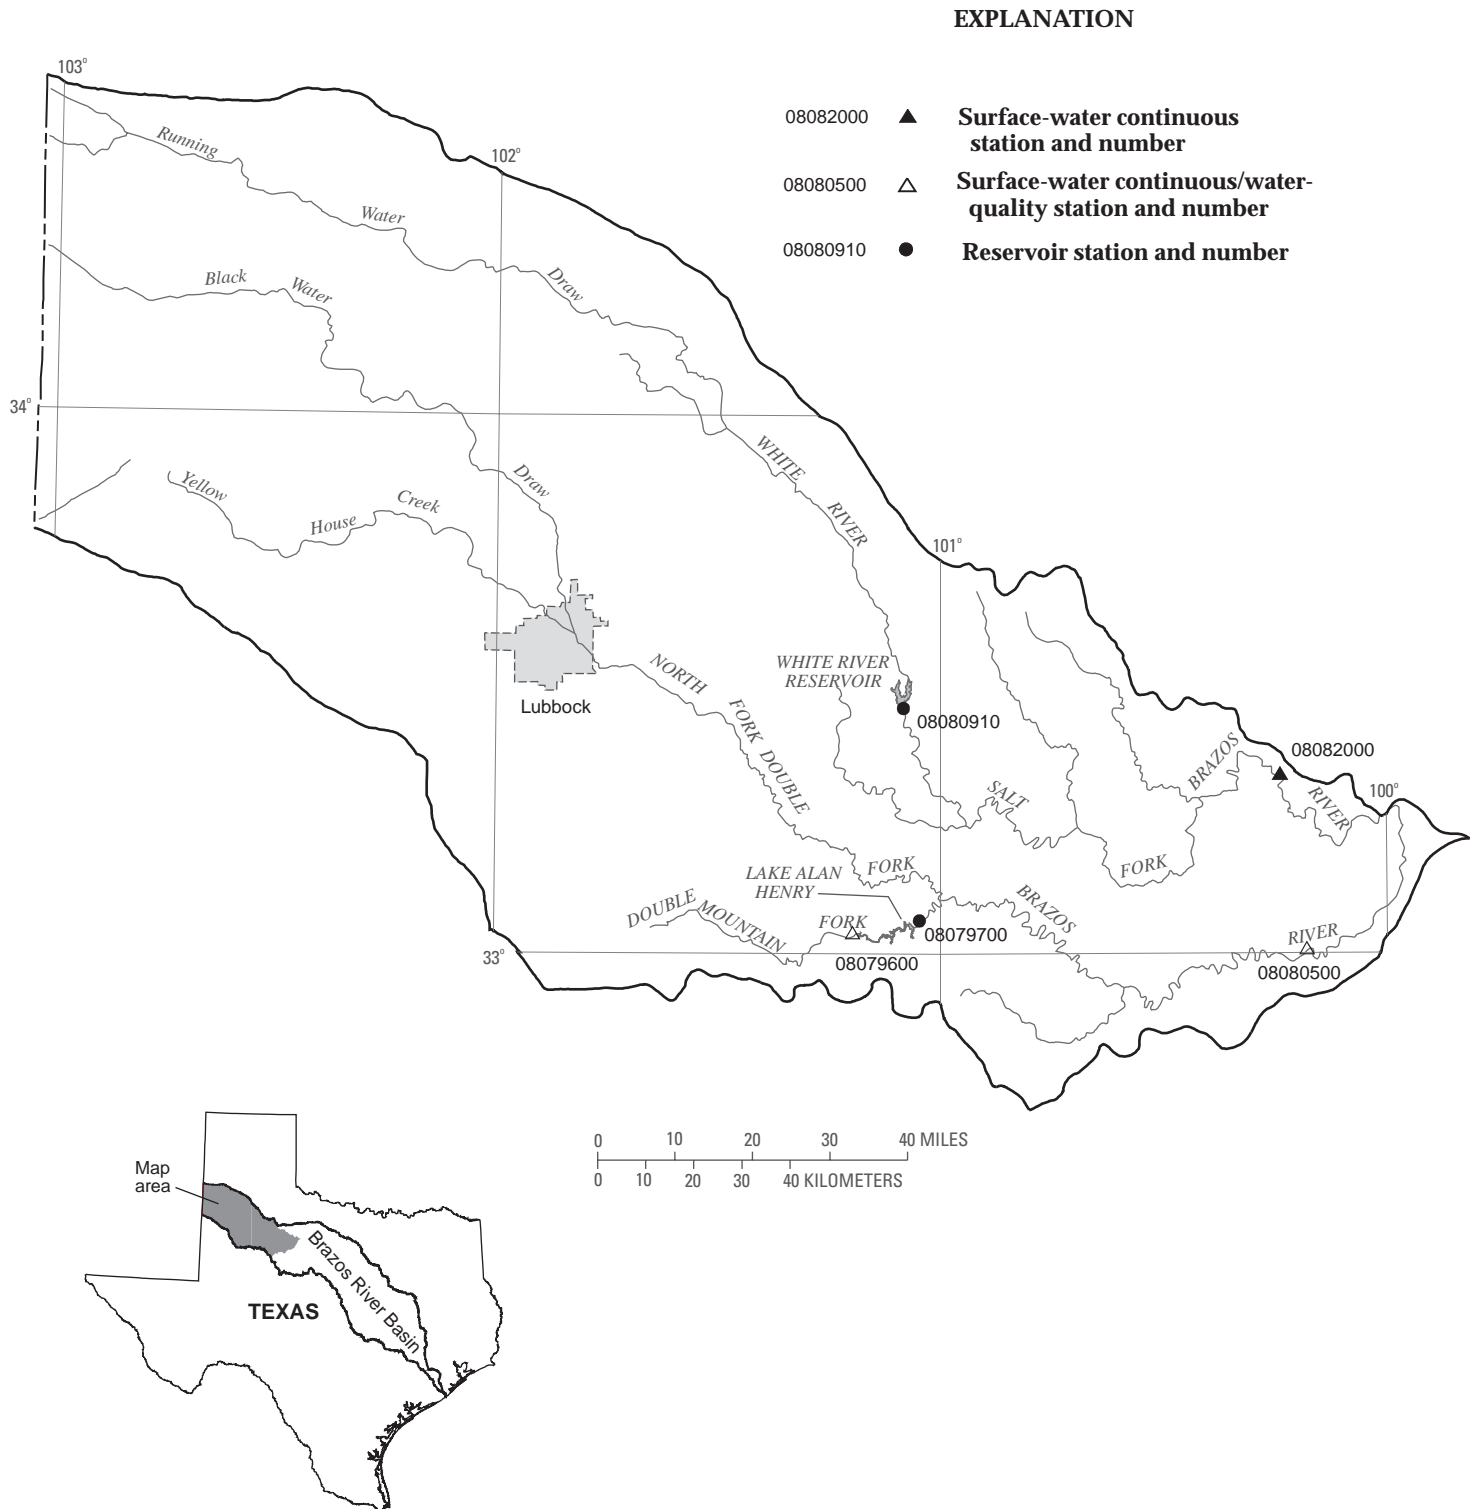 EXPLANATION
08082000 Surface-water continuous
station and number
08080500 Surface-water continuous/water-
quality station and number
08080910 Reservoir station and number
103°
102°
101°
100°
34°
33°
Running
Water
Draw
Black
Water
Draw
Yellow
House
Creek
Lubbock
WHITE
RIVER
WHITE RIVER
RESERVOIR
08080910
NORTH
FORK DOUBLE
FORK
LAKE ALAN
HENRY
DOUBLE
MOUNTAIN
FORK
08079700
08079600
SALT
FORK
BRAZOS
RIVER
08082000
BRAZOS
RIVER
08080500
0 10 20 30 40 MILES
0 10 20 30 40 KILOMETERS
Map
area
Brazos River Basin
TEXAS